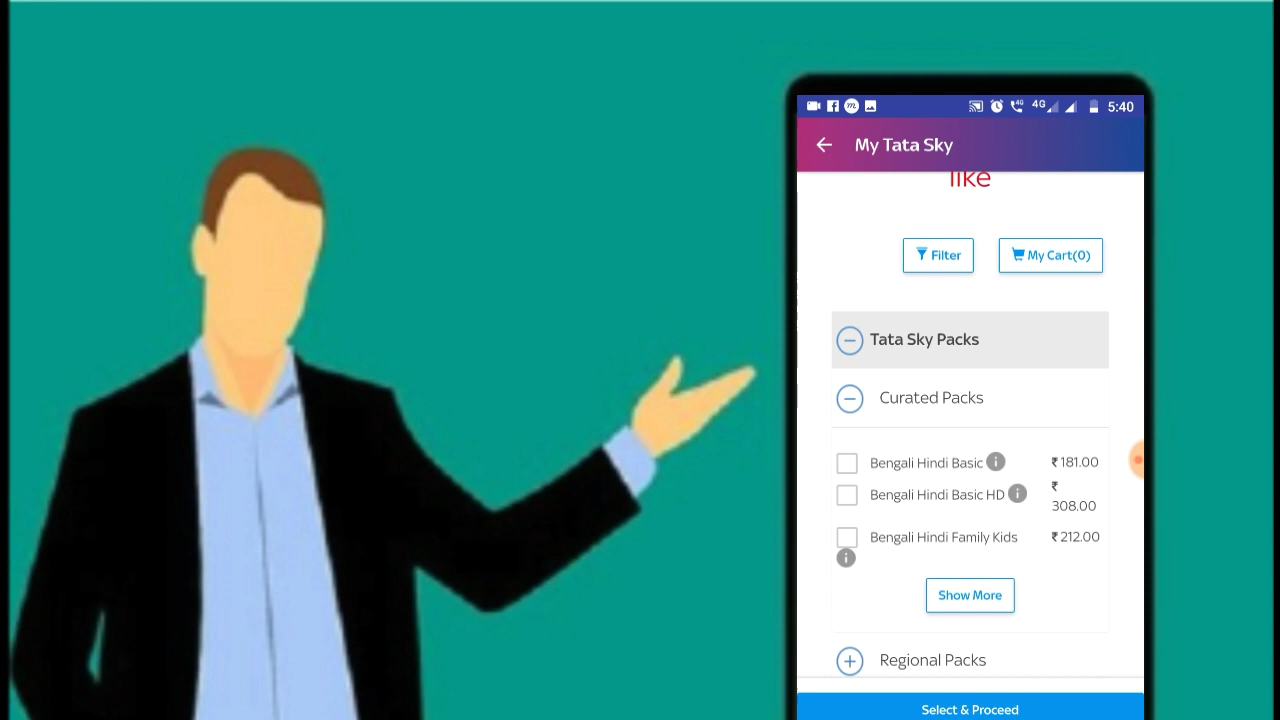 4G 4G 5:40
My Tata Sky
like
Filter My Cart(0)
Tata Sky Packs
Curated Packs
Bengali Hindi Basic ₹ 181.00
Bengali Hindi Basic HD ₹
308.00
Bengali Hindi Family Kids ₹ 212.00
Show More
Regional Packs
Select & Proceed